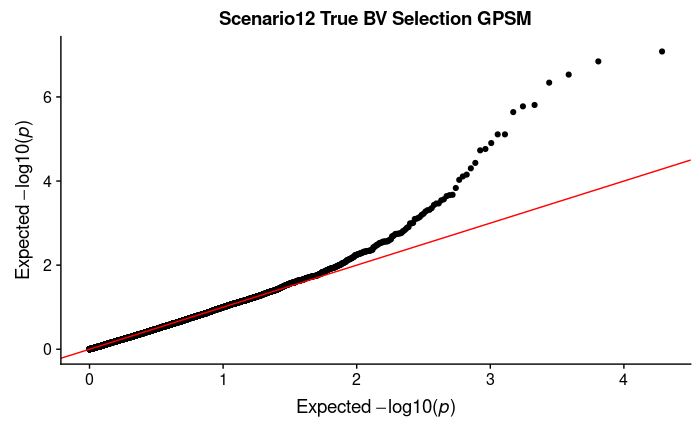 Scenario12 True BV Selection GPSM
Expected −log10(p)
6
4
2
0
0 1 2 3 4
Expected −log10(p)